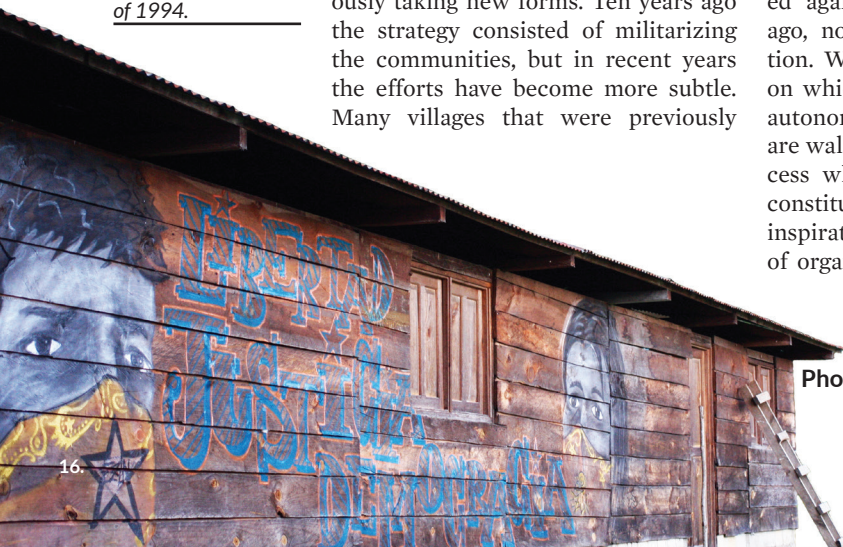 of 1994.
ously taking new forms. Ten years ago
the strategy consisted of militarizing
the communities, but in recent years
the efforts have become more subtle.
Many villages that were previously
ed agai
ago, no
tion. W
on whi
autonom
are wal
cess wh
constitu
inspirat
of orga
Pho
LIBERTAD
JUSTICIA
DEMOCRACIA
16.